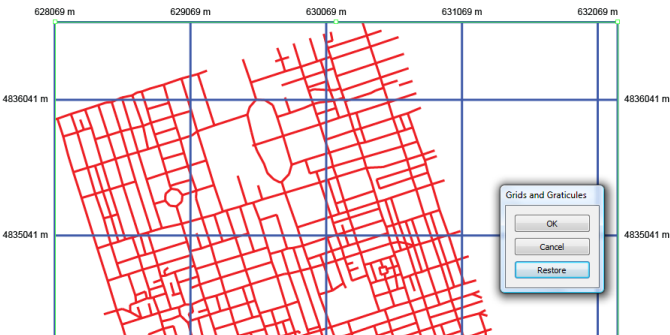 628069 m 629069 m 630069 m 631069 m 632069 m
4836041 m 4836041 m
Grids and Graticules
OK
4835041 m 4835041 m
Cancel
Restore